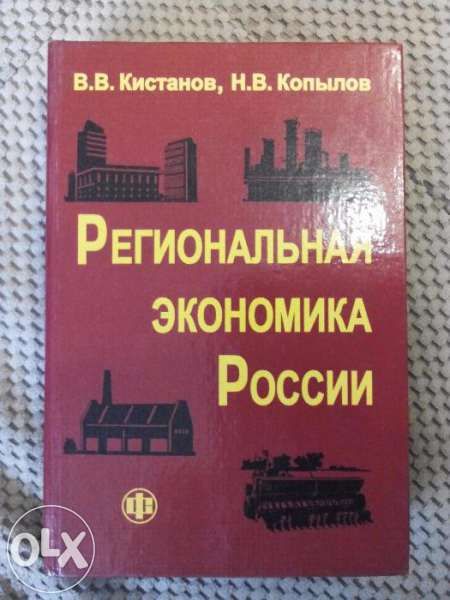 В.В. Кистанов, Н.В. Копылов
Региональная
экономика
России
OLX